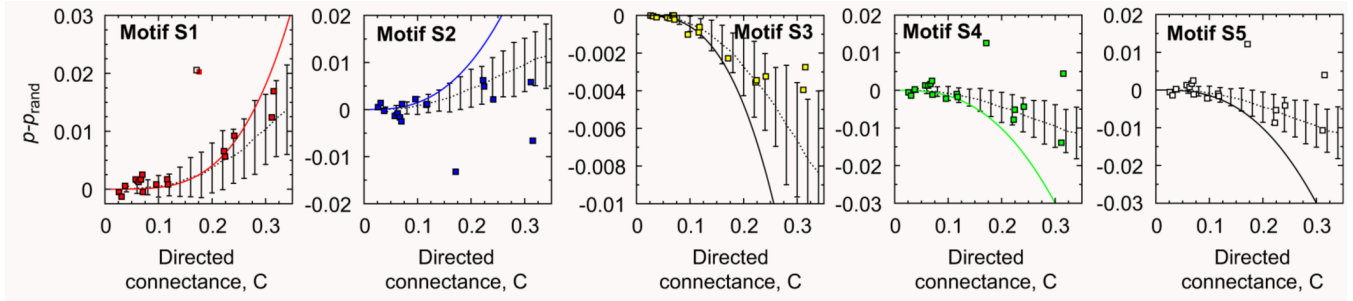 p-prand
0.03
0.02
0.01
0
Motif S1
0 0.1 0.2 0.3
Directed
connectance, C
0.02
0.01
0
-0.01
-0.02
Motif S2
0 0.1 0.2 0.3
Directed
connectance, C
0
-0.002
-0.004
-0.006
-0.008
-0.01
Motif S3
0 0.1 0.2 0.3
Directed
connectance, C
0.02
0.01
0
-0.01
-0.02
-0.03
Motif S4
0 0.1 0.2 0.3
Directed
connectance, C
0.02
0.01
0
-0.01
-0.02
-0.03
Motif S5
0 0.1 0.2 0.3
Directed
connectance, C